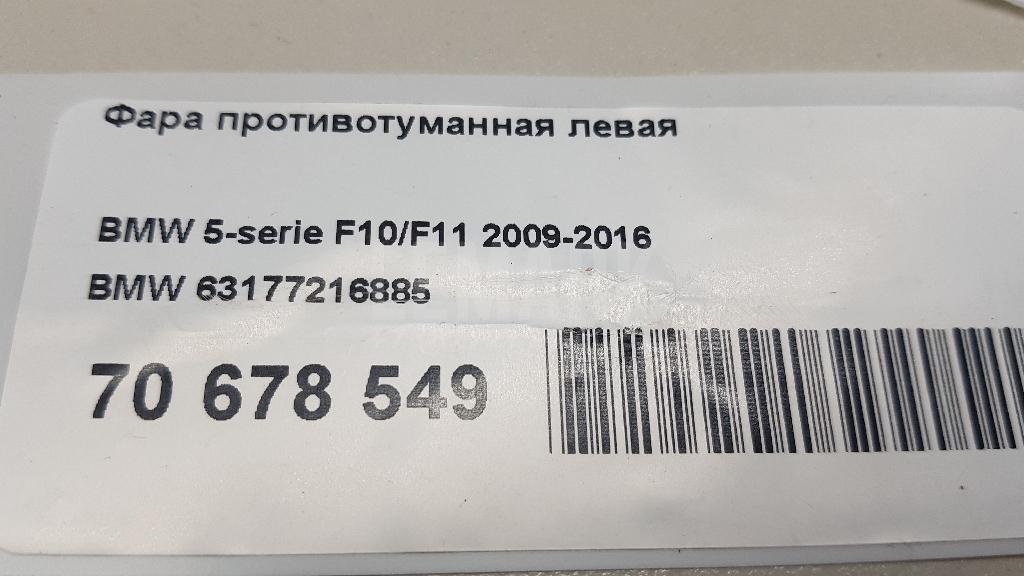 Фара противотуманная левая
BMW 5-serie F10/F11 2009-2016
BMW 63177216885
70 678 549